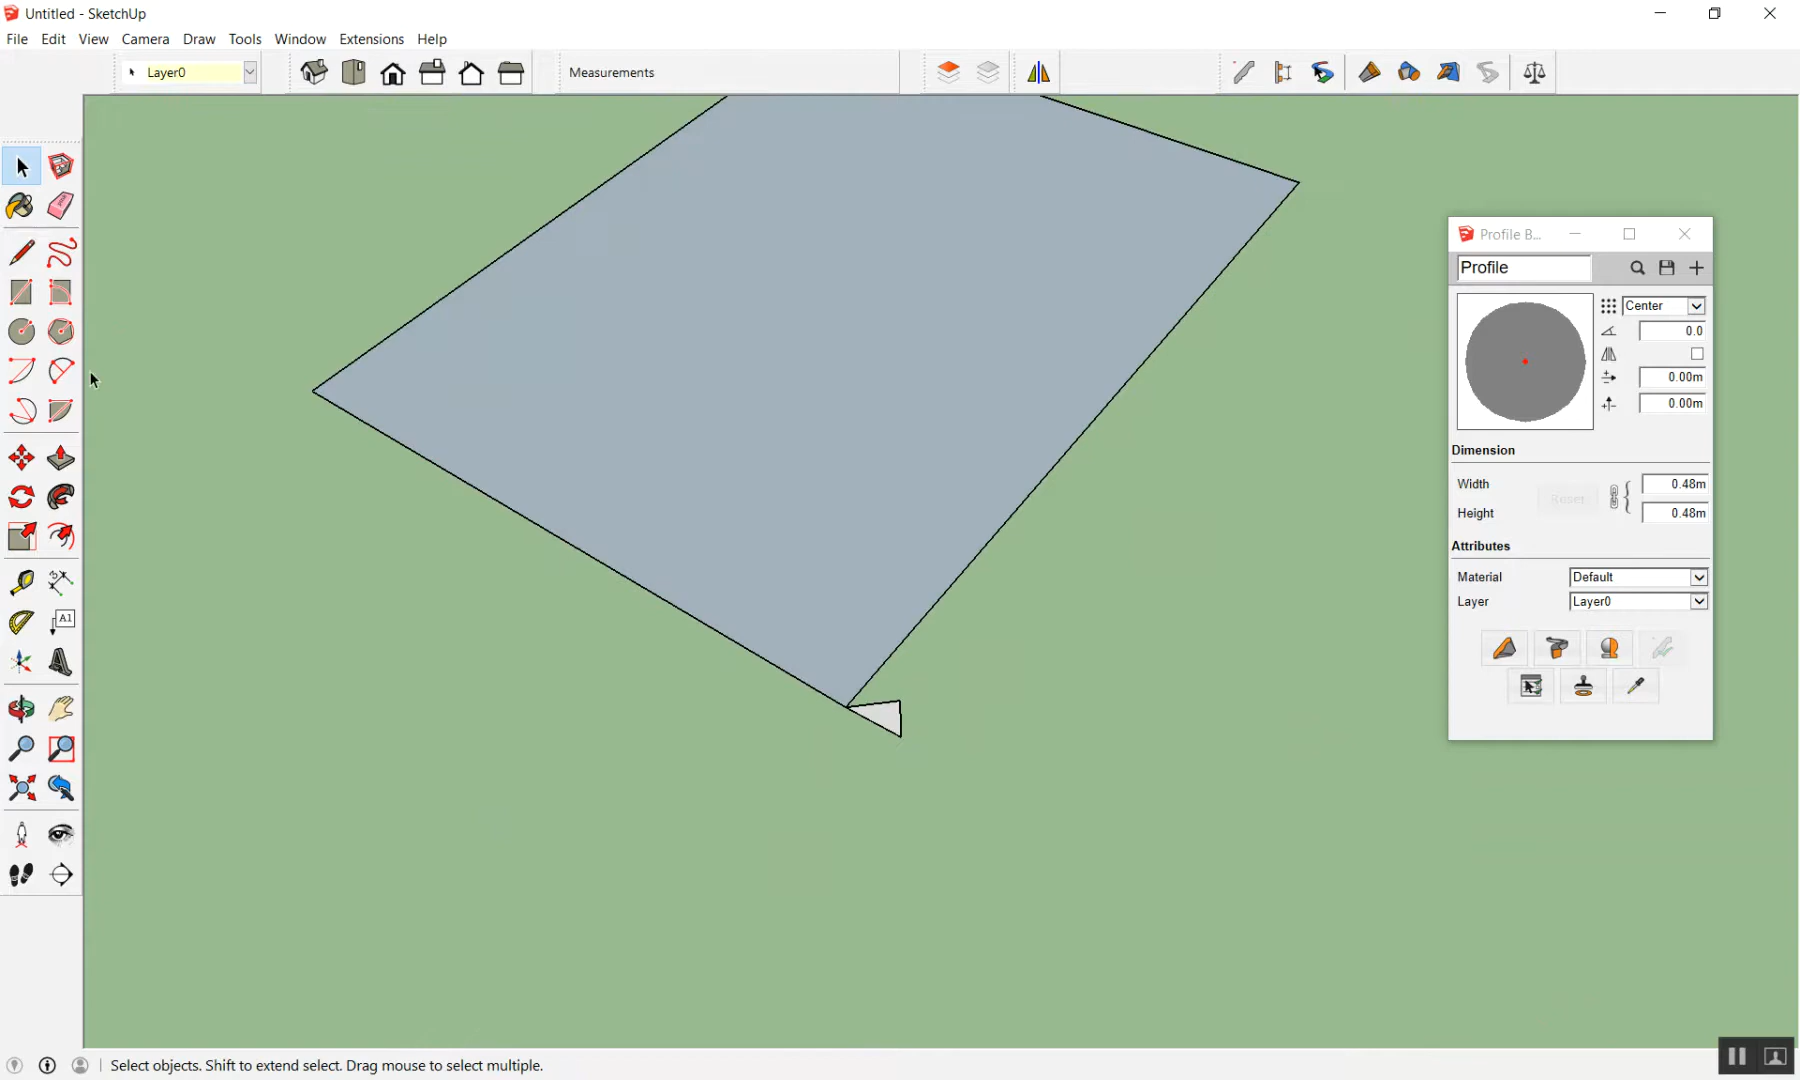 Untitled - SketchUp
File Edit View Camera Draw Tools Window Extensions Help
Layer0
Measurements
Profile B...
Profile
Center
0.0
0.00m
0.00m
Dimension
Width 0.48m
Reset
Height 0.48m
Attributes
Material Default
Layer Layer0
A1
Select objects. Shift to extend select. Drag mouse to select multiple.